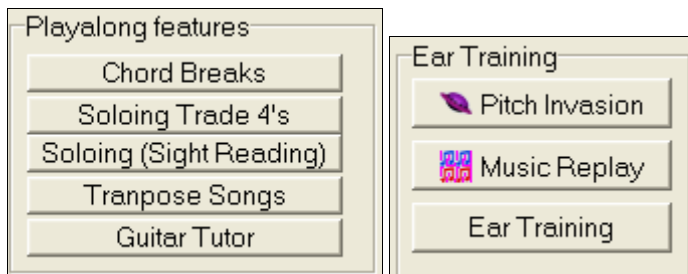 Playalong features
Chord Breaks
Soloing Trade 4's
Soloing (Sight Reading)
Tranpose Songs
Guitar Tutor
Ear Training
Pitch Invasion
Music Replay
Ear Training